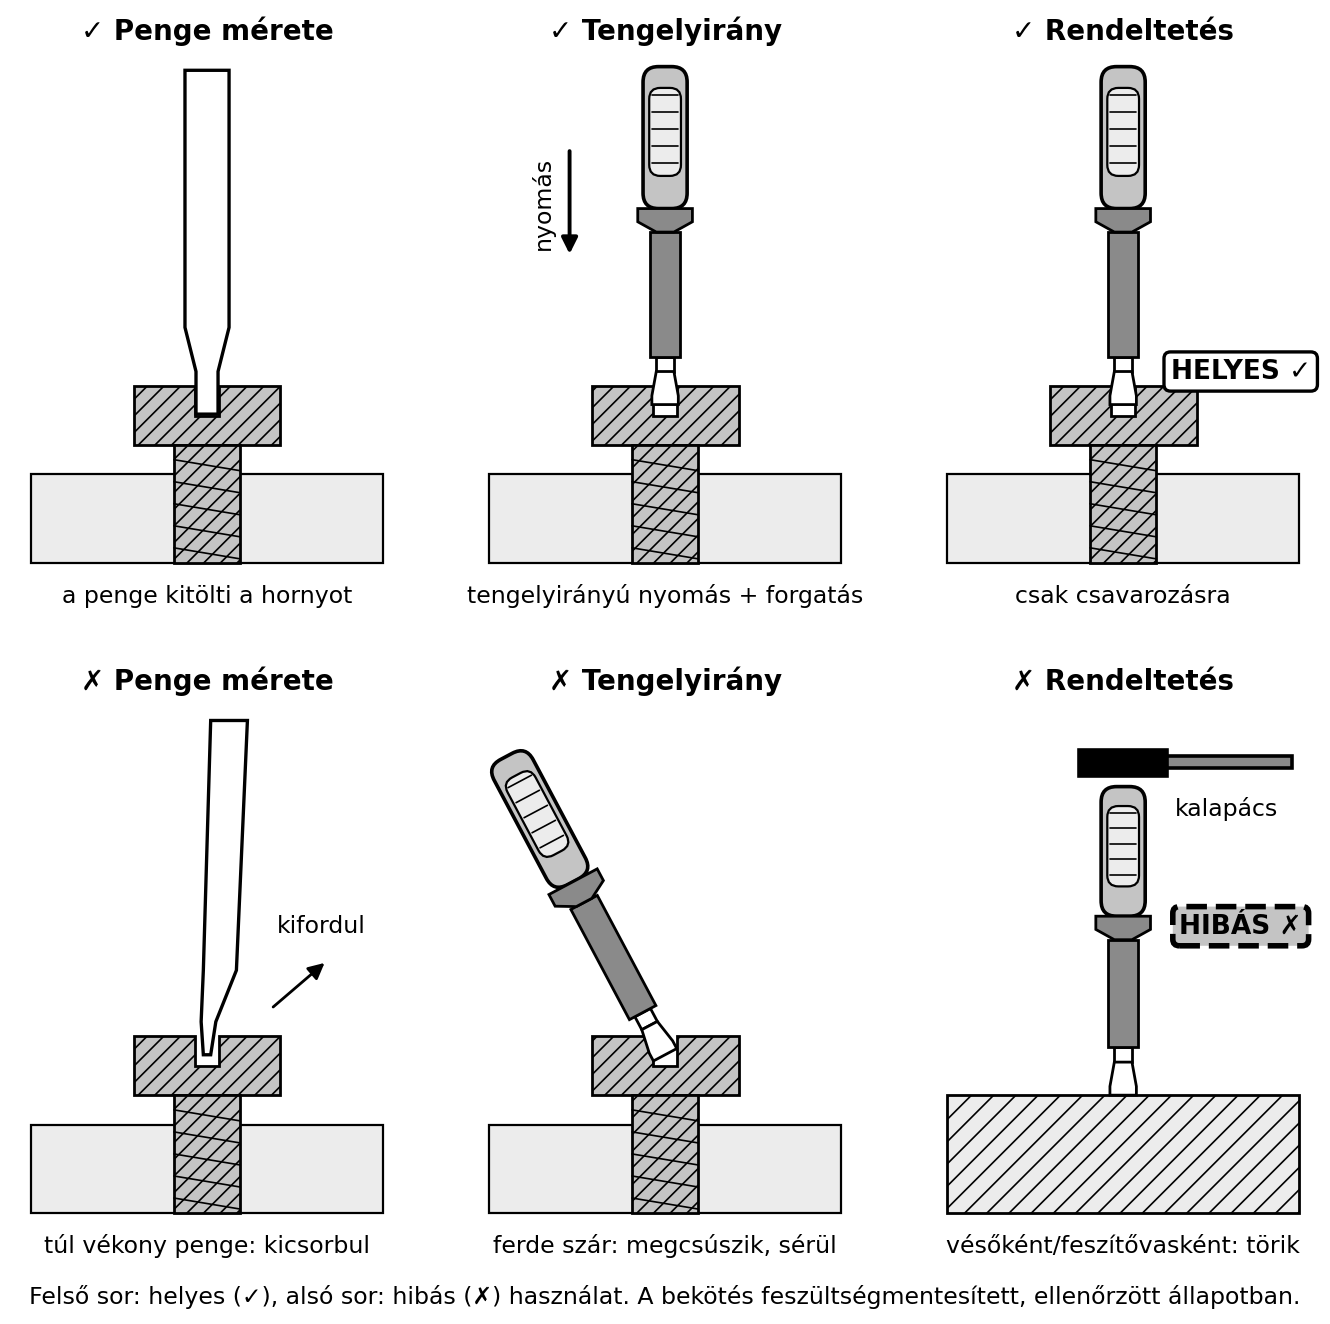 ✓ Penge mérete
✓ Tengelyirány
✓ Rendeltetés
nyomás
HELYES ✓
a penge kitölti a hornyot
tengelyirányú nyomás + forgatás
csak csavarozásra
✗ Penge mérete
✗ Tengelyirány
✗ Rendeltetés
kalapács
kifordul
HIBÁS ✗
túl vékony penge: kicsorbul
ferde szár: megcsúszik, sérül
vésőként/feszítővasként: törik
Felső sor: helyes (✓), alsó sor: hibás (✗) használat. A bekötés feszültségmentesített, ellenőrzött állapotban.